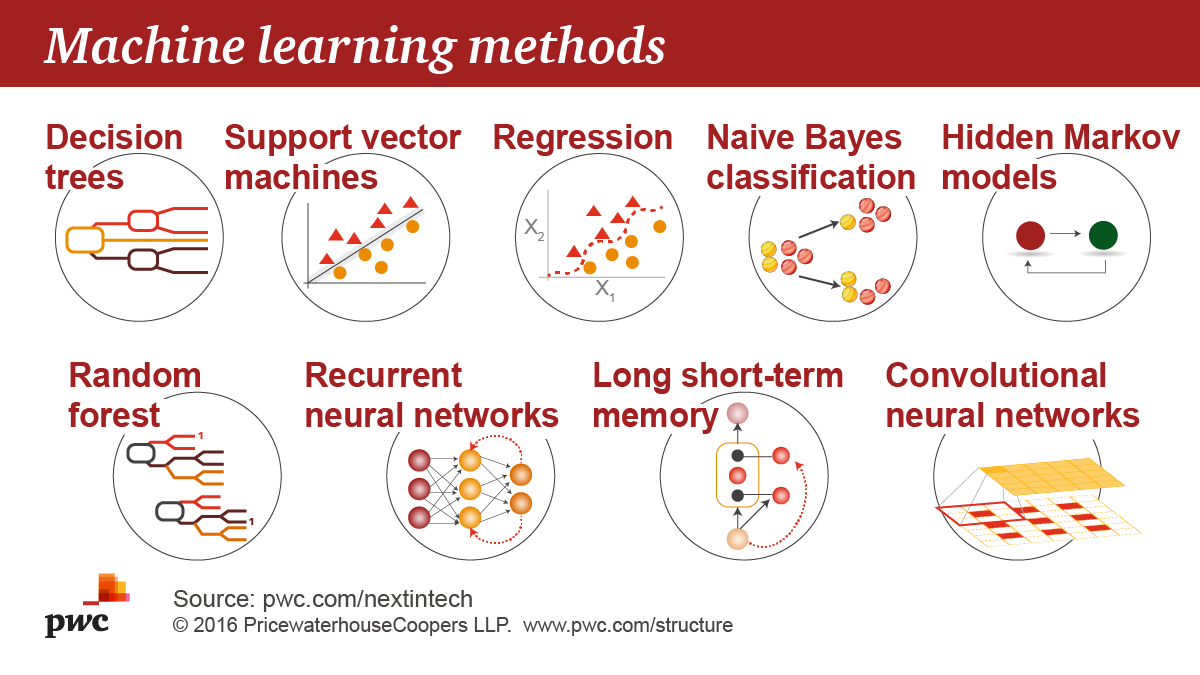 Machine learning methods
Decision
trees
Support vector
machines
Regression
X2
X1
Naive Bayes
classification
Hidden Markov
models
Random
forest
1
1
Recurrent
neural networks
Long short-term
memory
Convolutional
neural networks
pwc
Source: pwc.com/nextintech
© 2016 PricewaterhouseCoopers LLP. www.pwc.com/structure